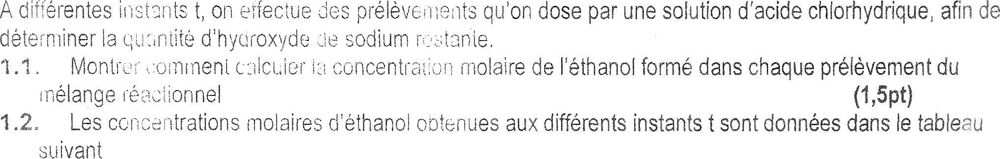 A différentes instants t, on effectue des prélèvements qu'on dose par une solution d'acide chlorhydrique, afin de
déterminer la quantité d'hydroxyde de sodium restante.
1.1. Montrer comment calculer la concentration molaire de l'éthanol formé dans chaque prélèvement du
mélange réactionnel (1,5pt)
1.2. Les concentrations molaires d'éthanol obtenues aux différents instants t sont données dans le tableau
suivant